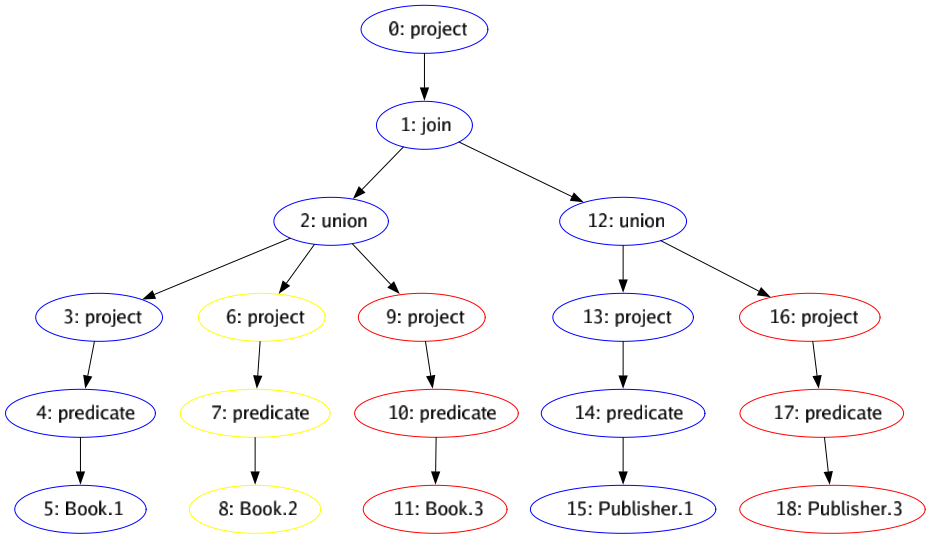 0: project
1: join
2: union
12: union
3: project
6: project
9: project
13: project
16: project
4: predicate
7: predicate
10: predicate
14: predicate
17: predicate
5: Book.1
8: Book.2
11: Book.3
15: Publisher.1
18: Publisher.3